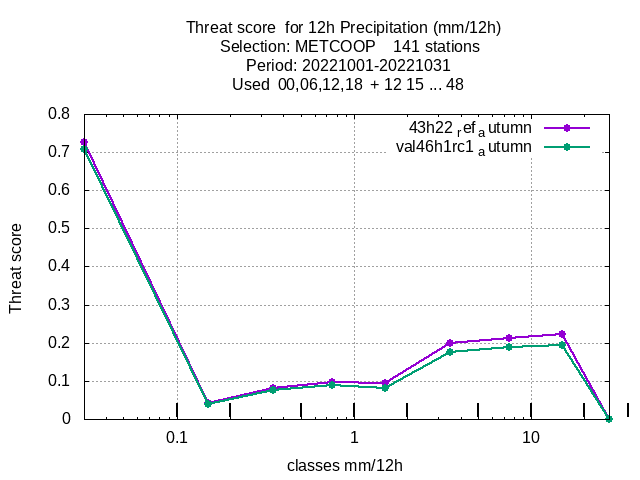 Threat score  for 12h Precipitation (mm/12h)
Selection: METCOOP    141 stations
Period: 20221001-20221031
Used  00,06,12,18  + 12 15 ... 48
43h22 ref a utumn
val46h1rc1 a utumn
0.8
0.7
0.6
0.5
0.4
0.3
0.2
0.1
0
Threat score
0.1 1 10
classes mm/12h